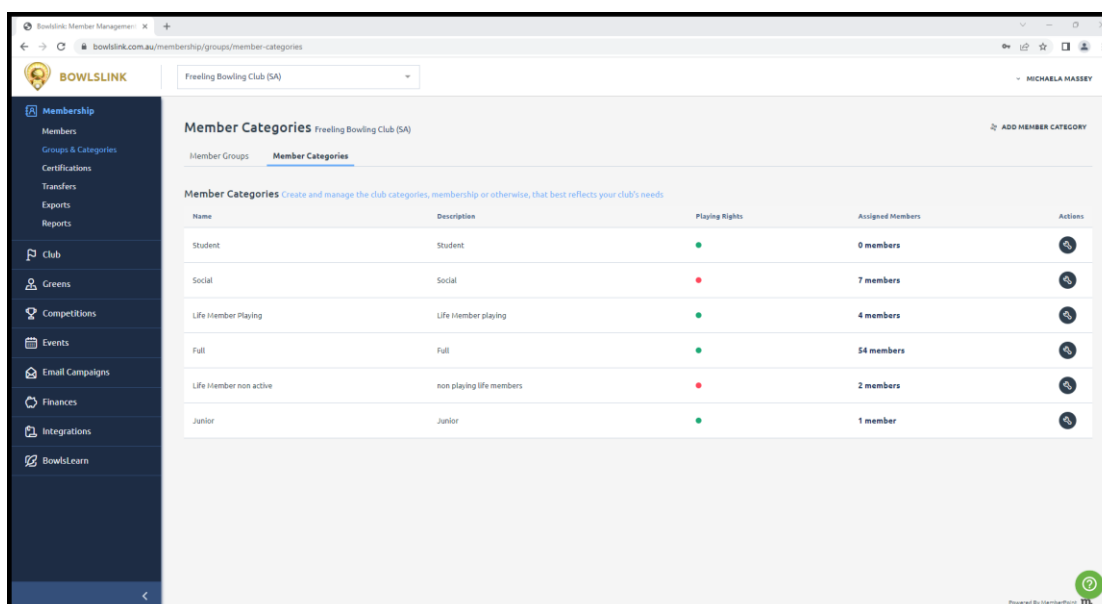 Bowlslink: Member Management
bowlslink.com.au/membership/groups/member-categories
BOWLSLINK
Freeling Bowling Club (SA)
MICHAELA MASSEY
Membership
Members
Groups & Categories
Certifications
Transfers
Exports
Reports
Club
Greens
Competitions
Events
Email Campaigns
Finances
Integrations
BowlsLearn
Member Categories Freeling Bowling Club (SA)
ADD MEMBER CATEGORY
Member Groups Member Categories
Member Categories Create and manage the club categories, membership or otherwise, that best reflects your club's needs
Name Description Playing Rights Assigned Members Actions
Student Student 0 members
Social Social 7 members
Life Member Playing Life Member playing 4 members
Full Full 54 members
Life Member non active non playing life members 2 members
Junior Junior 1 member
Powered By MemberPoint